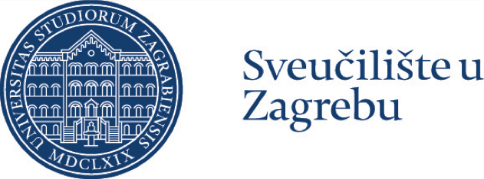 UNIVERSITAS STUDIORUM ZAGRABIENSIS
MDCLXIX
Sveučilište u
Zagrebu